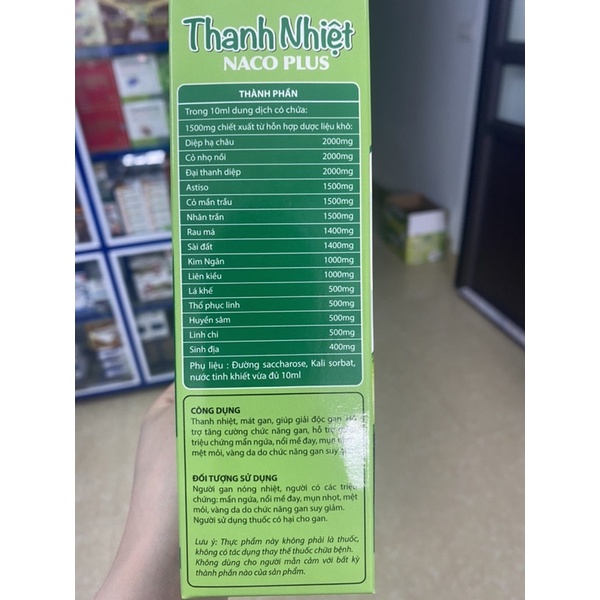 Thanh Nhiệt
NACO PLUS
THÀNH PHẦN
Trong 10ml dung dịch có chứa:
1500mg chiết xuất từ hỗn hợp dược liệu khô:
Diệp hạ châu 2000mg
Cỏ nhọ nồi 2000mg
Đại thanh diệp 2000mg
Astiso 1500mg
Cỏ mần trầu 1500mg
Nhân trần 1500mg
Rau má 1400mg
Sài đất 1400mg
Kim Ngân 1000mg
Liên kiều 1000mg
Lá khế 500mg
Thổ phục linh 500mg
Huyền sâm 500mg
Linh chi 500mg
Sinh địa 400mg
Phụ liệu : Đường saccharose, Kali sorbat,
nước tinh khiết vừa đủ 10ml
CÔNG DỤNG
Thanh nhiệt, mát gan, giúp giải độc gan, hỗ
trợ tăng cường chức năng gan, hỗ trợ
triệu chứng mẩn ngứa, nổi mề đay, mụn
mệt mỏi, vàng da do chức năng gan suy
ĐỐI TƯỢNG SỬ DỤNG
Người gan nóng nhiệt, người có các triệu
chứng: mẩn ngứa, nổi mề đay, mụn nhọt, mệt
mỏi, vàng da do chức năng gan suy giảm.
Người sử dụng thuốc có hại cho gan.
Lưu ý: Thực phẩm này không phải là thuốc,
không có tác dụng thay thế thuốc chữa bệnh.
Không dùng cho người mẫn cảm với bất kỳ
thành phần nào của sản phẩm.